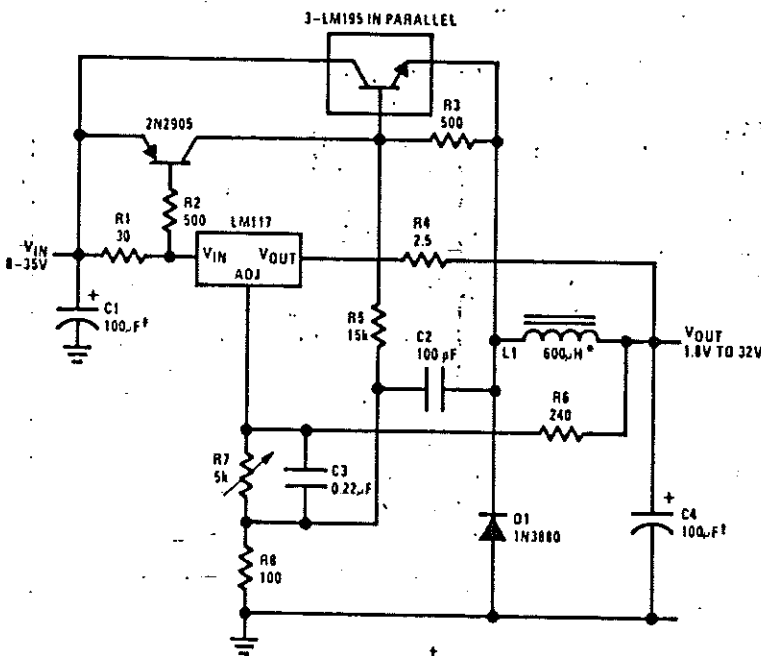 3-LM195 IN PARALLEL
2N2905
R3
500
R2
500
R1
30
VIN
8-35V
LM117
VIN
VOUT
ADJ
R4
2.5
C1
100μF‡
+
R5
15k
C2
100 pF
L1
600μH*
VOUT
1.8V TO 32V
R6
240
R7
5k
C3
0.22μF
D1
1N3880
+
C4
100μF‡
R8
100
†